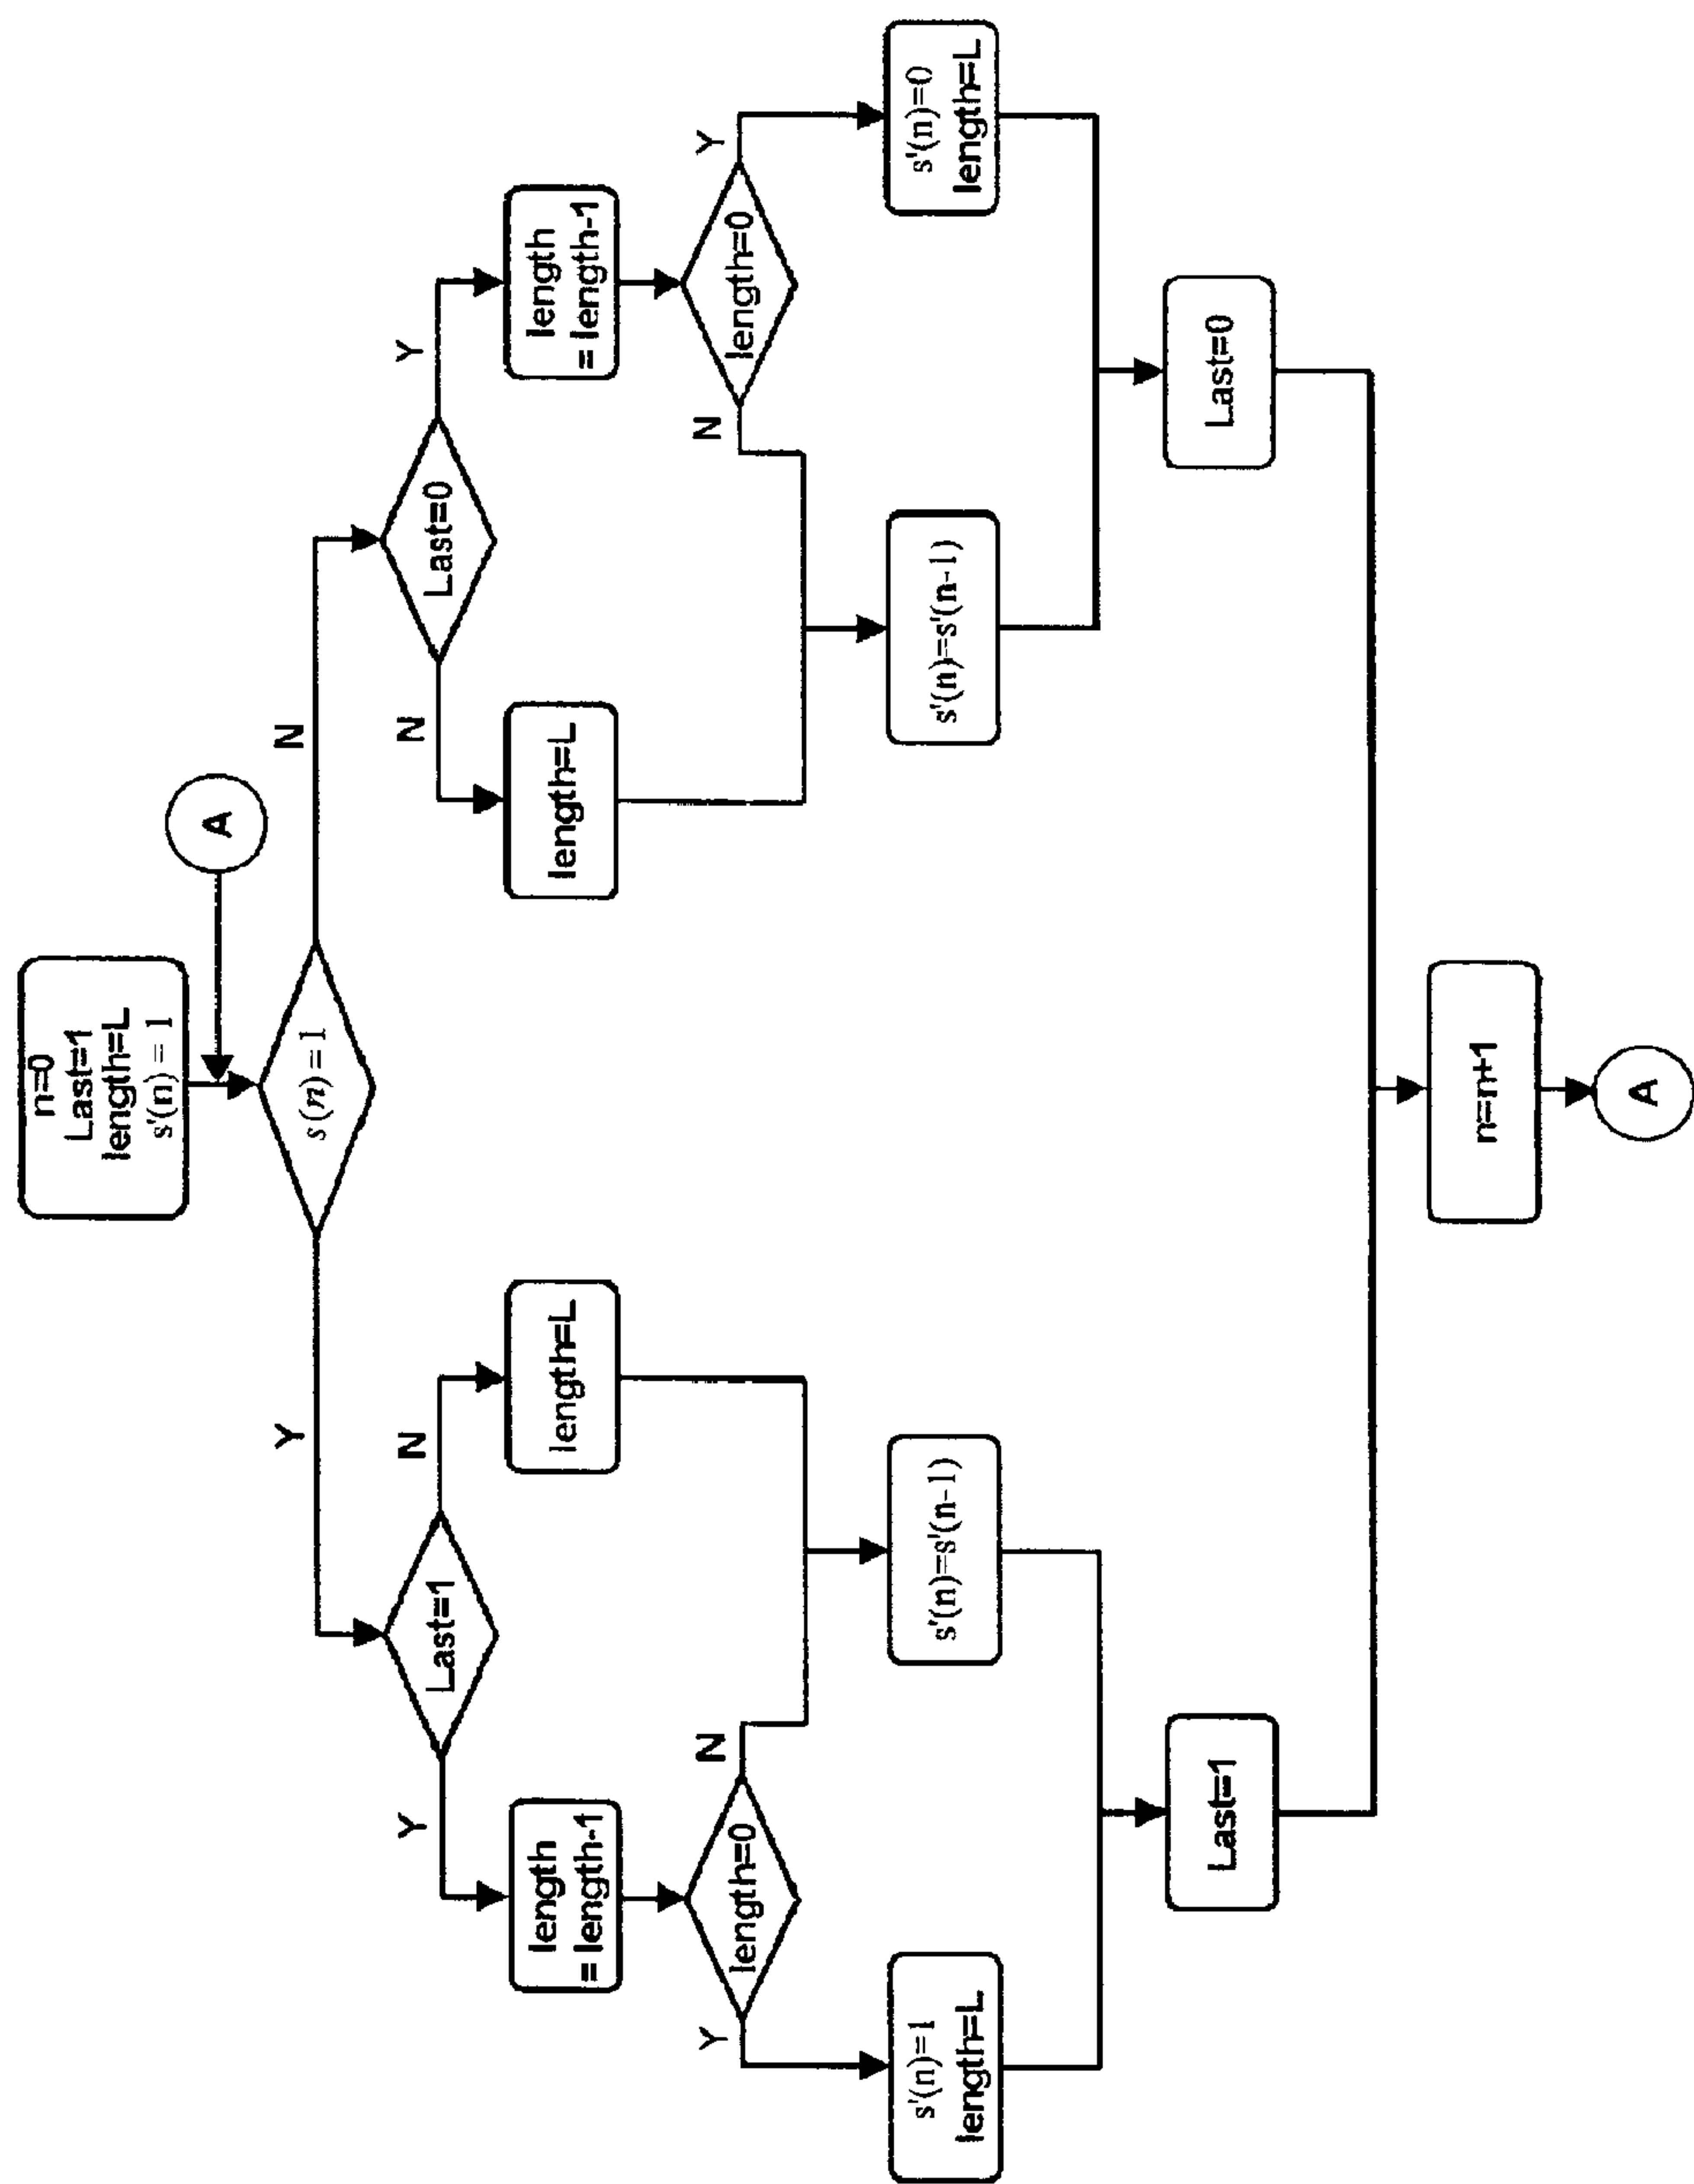 n=0
Last=1
length=L
s'(n) = 1
A
s(n) = 1
Y
N
Last=1
Last=0
Y
N
N
Y
length
= length-1
length=L
length=L
length
= length-1
length=0
length=0
Y
N
N
Y
s'(n)=1
length=L
s'(n)=s'(n-1)
s'(n)=s'(n-1)
s'(n)=0
length=L
Last=1
Last=0
n=n+1
A